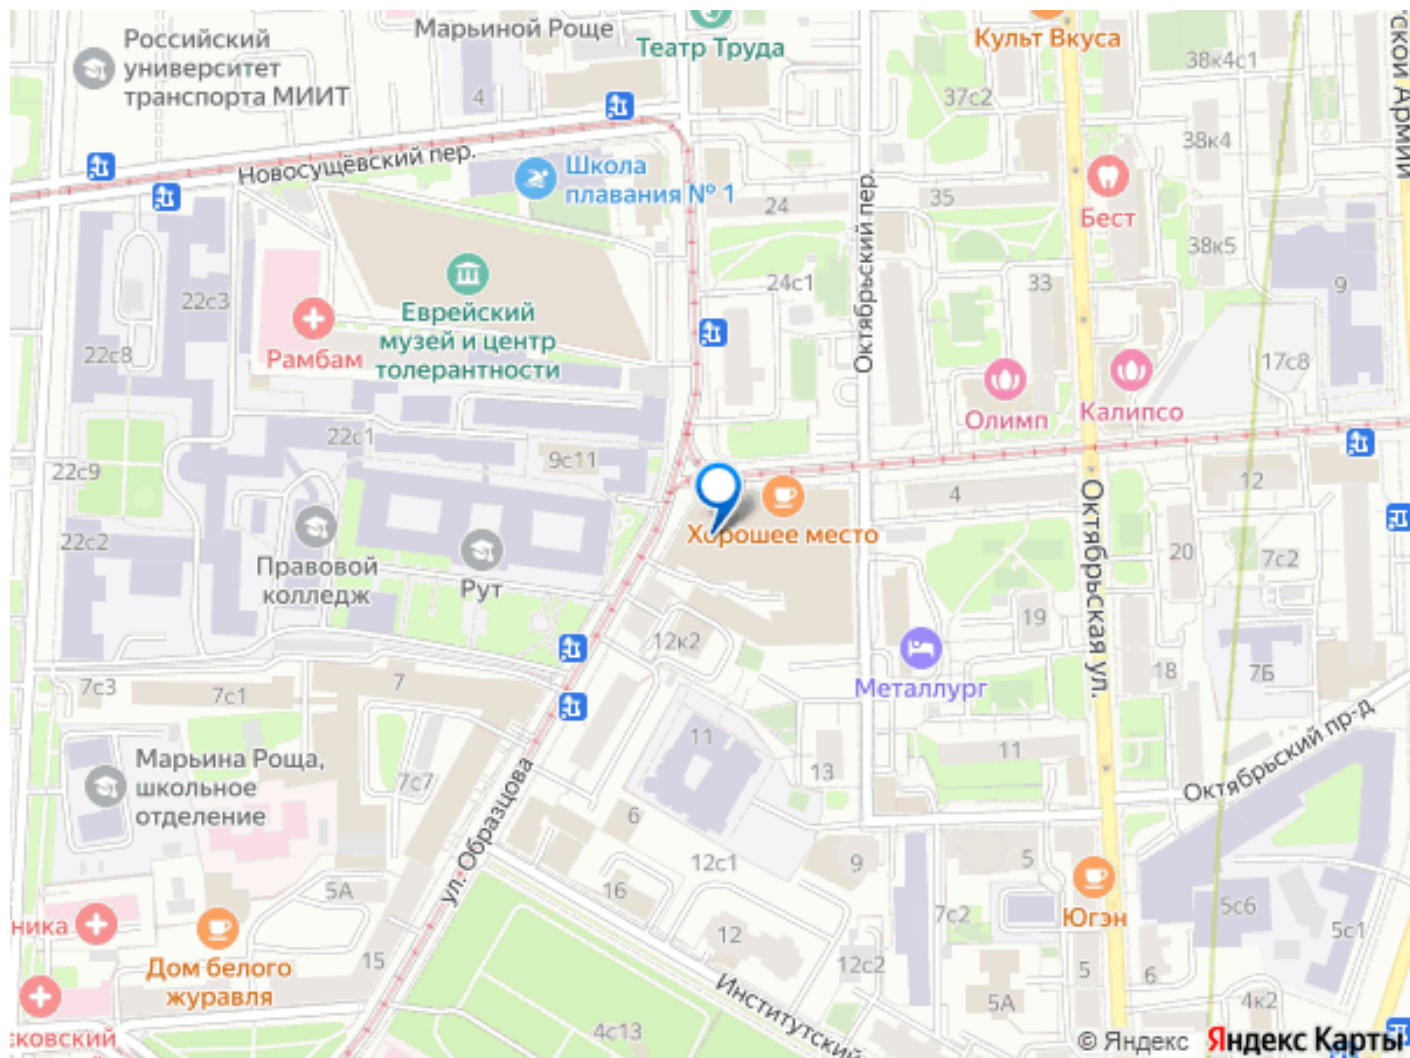 Марьиной Роще
Театр Труда
Культ Вкуса
ской Армии
Российский
университет
транспорта МИИТ
4
37с2
38к4с1
38к4
Новосущёвский пер.
Школа
плавания № 1
24
Октябрьский пер.
35
Бест
38к5
22с3
Еврейский
музей и центр
толерантности
24с1
33
9
Рамбам
22с8
17с8
Олимп
Калипсо
22с1
9с11
22с9
4
12
Хорошее место
22с2
Правовой
колледж
Рут
Октябрьская ул.
20
7с2
12к2
19
7с3
7с1
7
Металлург
18
7Б
Марьина Роща,
школьное
отделение
7с7
11
13
11
Октябрьский пр-д
ул. Образцова
6
12с1
9
5
5А
16
7с2
Югэн
5с6
5с1
ника
Дом белого
журавля
15
12
12с2
5
6
5А
4к2
сковский
4с13
Институтский
© Яндекс Яндекс Карты